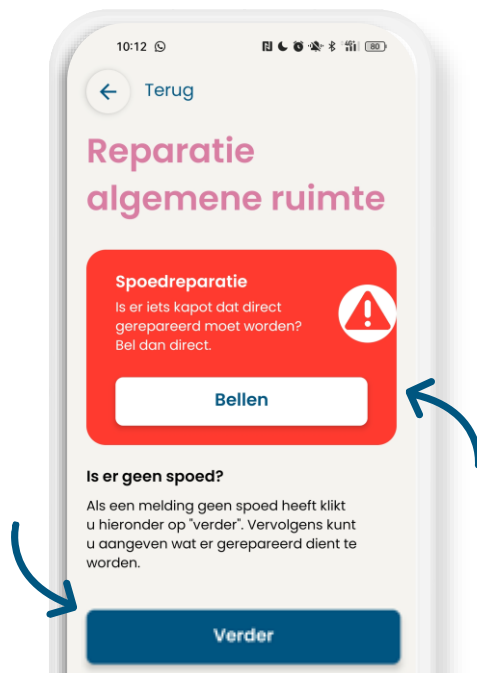 10:12 80
Terug
Reparatie
algemene ruimte
Spoedreparatie
Is er iets kapot dat direct
gerepareerd moet worden?
Bel dan direct.
Bellen
Is er geen spoed?
Als een melding geen spoed heeft klikt
u hieronder op "verder". Vervolgens kunt
u aangeven wat er gerepareerd dient te
worden.
Verder